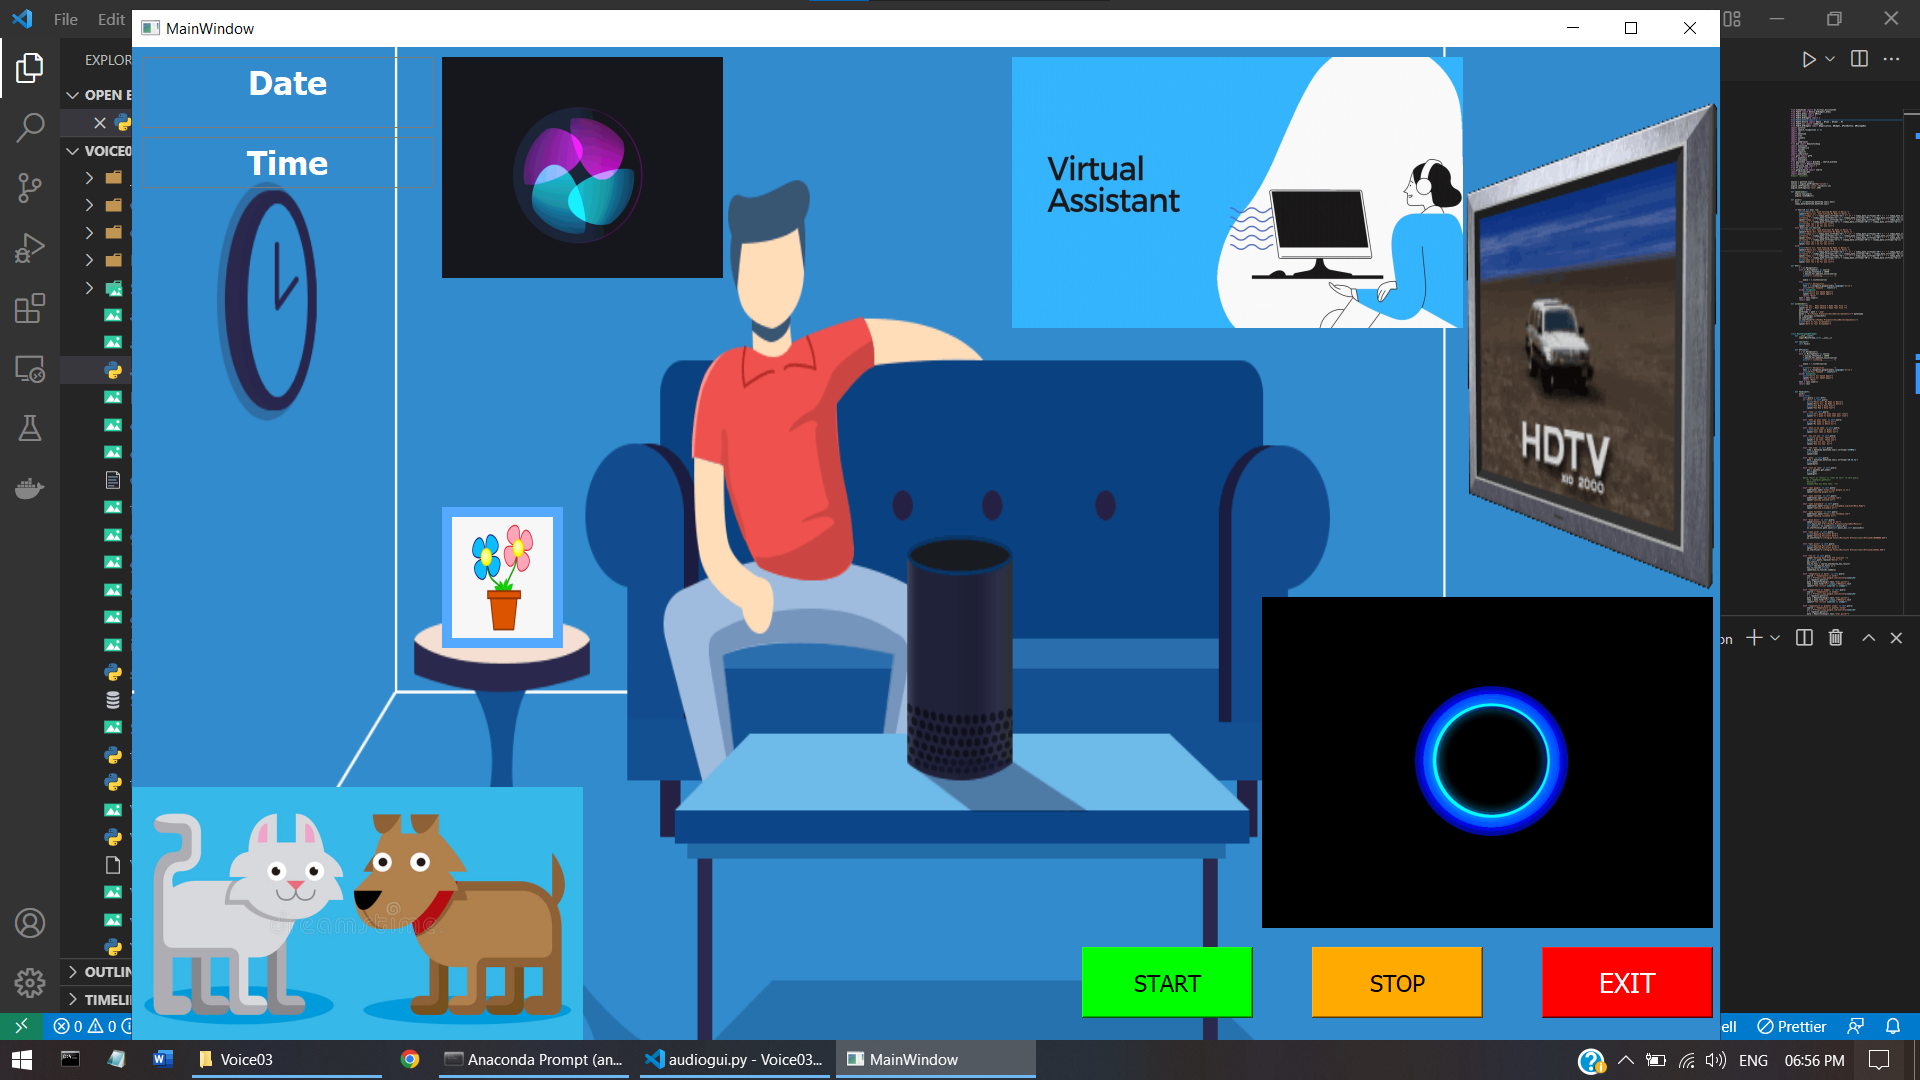 File Edit
MainWindow
EXPLOR
OPEN E
VOICE0
Date
Time
Virtual
Assistant
HDTV
XIO 2000
dreamstime
START
STOP
EXIT
OUTLIN
TIMELI
on
0 0
ell Prettier
Voice03
Anaconda Prompt (an...
audiogui.py - Voice03...
MainWindow
ENG
06:56 PM